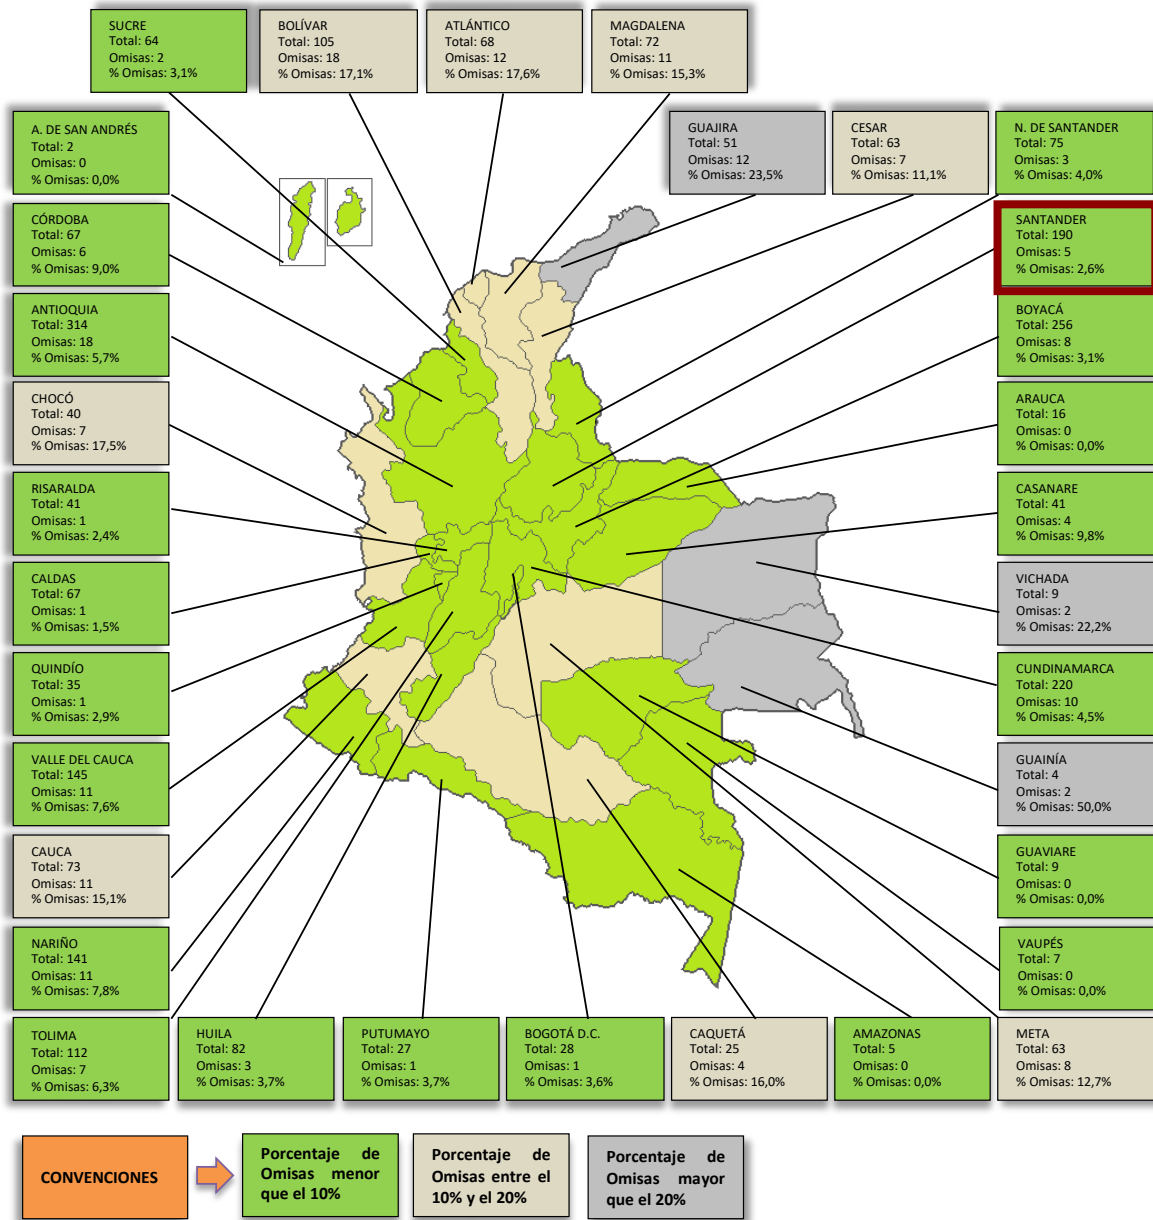 SUCRE
Total: 64
Omisas: 2
% Omisas: 3,1%
BOLÍVAR
Total: 105
Omisas: 18
% Omisas: 17,1%
ATLÁNTICO
Total: 68
Omisas: 12
% Omisas: 17,6%
MAGDALENA
Total: 72
Omisas: 11
% Omisas: 15,3%
A. DE SAN ANDRÉS
Total: 2
Omisas: 0
% Omisas: 0,0%
GUAJIRA
Total: 51
Omisas: 12
% Omisas: 23,5%
CESAR
Total: 63
Omisas: 7
% Omisas: 11,1%
N. DE SANTANDER
Total: 75
Omisas: 3
% Omisas: 4,0%
CÓRDOBA
Total: 67
Omisas: 6
% Omisas: 9,0%
SANTANDER
Total: 190
Omisas: 5
% Omisas: 2,6%
ANTIOQUIA
Total: 314
Omisas: 18
% Omisas: 5,7%
BOYACÁ
Total: 256
Omisas: 8
% Omisas: 3,1%
CHOCÓ
Total: 40
Omisas: 7
% Omisas: 17,5%
ARAUCA
Total: 16
Omisas: 0
% Omisas: 0,0%
RISARALDA
Total: 41
Omisas: 1
% Omisas: 2,4%
CASANARE
Total: 41
Omisas: 4
% Omisas: 9,8%
CALDAS
Total: 67
Omisas: 1
% Omisas: 1,5%
VICHADA
Total: 9
Omisas: 2
% Omisas: 22,2%
QUINDÍO
Total: 35
Omisas: 1
% Omisas: 2,9%
CUNDINAMARCA
Total: 220
Omisas: 10
% Omisas: 4,5%
VALLE DEL CAUCA
Total: 145
Omisas: 11
% Omisas: 7,6%
GUAINÍA
Total: 4
Omisas: 2
% Omisas: 50,0%
CAUCA
Total: 73
Omisas: 11
% Omisas: 15,1%
GUAVIARE
Total: 9
Omisas: 0
% Omisas: 0,0%
NARIÑO
Total: 141
Omisas: 11
% Omisas: 7,8%
VAUPÉS
Total: 7
Omisas: 0
% Omisas: 0,0%
TOLIMA
Total: 112
Omisas: 7
% Omisas: 6,3%
HUILA
Total: 82
Omisas: 3
% Omisas: 3,7%
PUTUMAYO
Total: 27
Omisas: 1
% Omisas: 3,7%
BOGOTÁ D.C.
Total: 28
Omisas: 1
% Omisas: 3,6%
CAQUETÁ
Total: 25
Omisas: 4
% Omisas: 16,0%
AMAZONAS
Total: 5
Omisas: 0
% Omisas: 0,0%
META
Total: 63
Omisas: 8
% Omisas: 12,7%
CONVENCIONES
Porcentaje de
Omisas menor
que el 10%
Porcentaje de
Omisas entre el
10% y el 20%
Porcentaje de
Omisas mayor
que el 20%